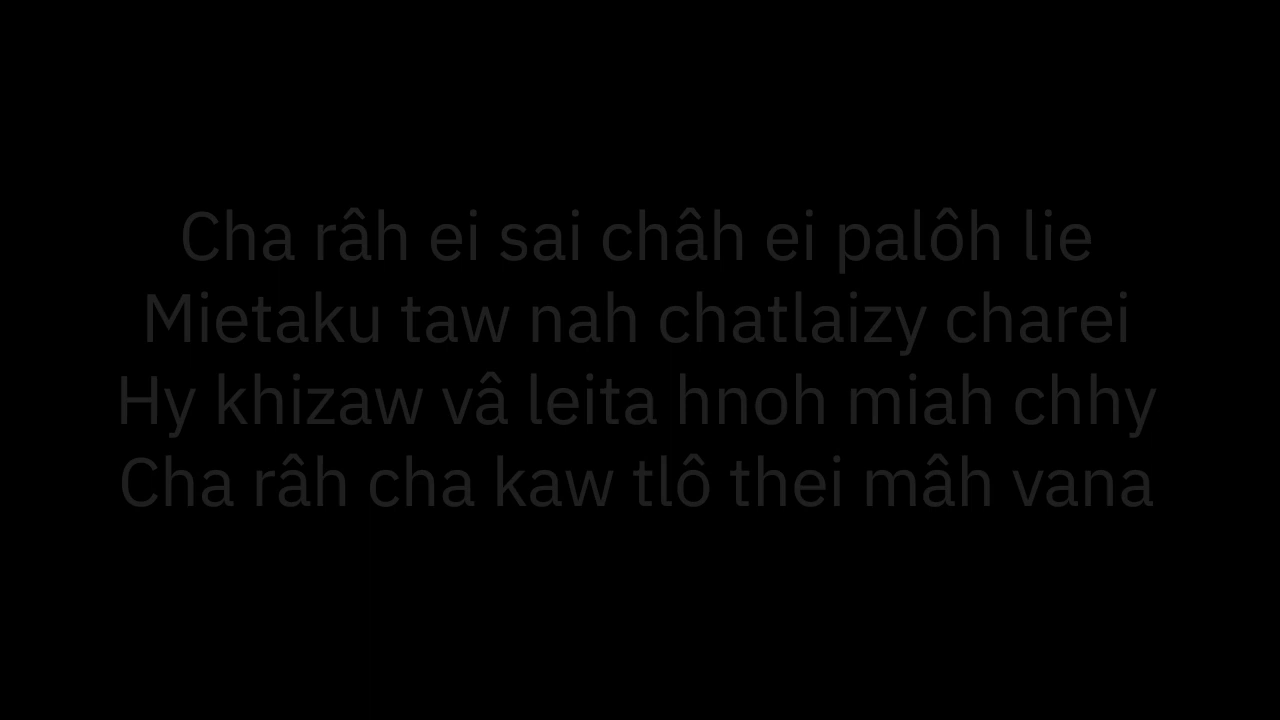 Cha râh ei sai châh ei palôh lie
Mietaku taw nah chatlaizy charei
Hy khizaw vâ leita hnoh miah chhy
Cha râh cha kaw tlô thei mâh vana